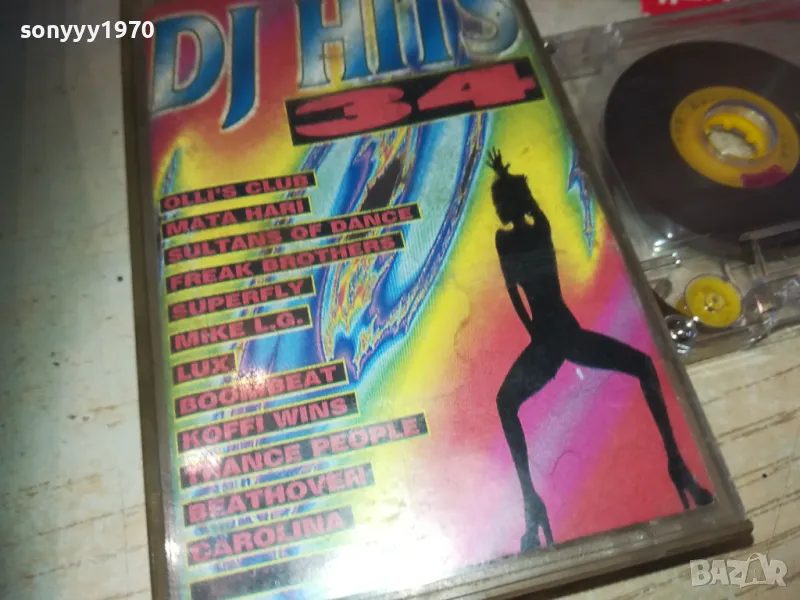 sonyyy1970
DJ HITS
34
OLLI'S CLUB
MATA HARI
SULTANS OF DANCE
FREAK BROTHERS
SUPERFLY
MIKE L.G.
LUX
BOOMBEAT
KOFFI WINS
TRANCE PEOPLE
BEATHOVEN
CAROLINA
BAZAR